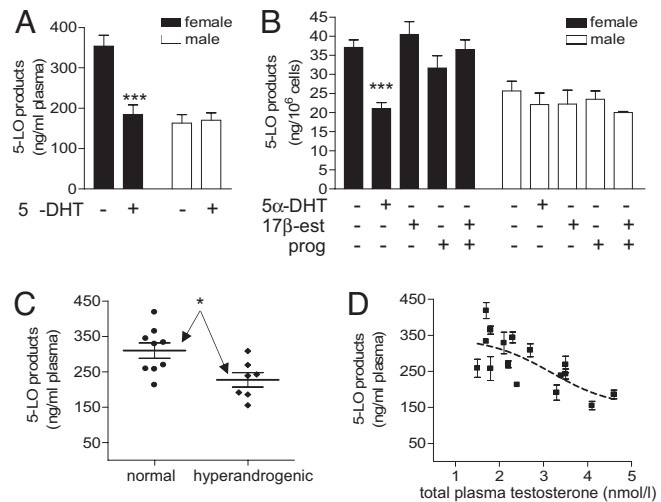 A
female
male
5-LO products
(ng/ml plasma)
400
300
200
100
0
***
5 -DHT
- + - +
B
female
male
5-LO products
(ng/10⁶ cells)
45
40
35
30
25
20
15
10
5
0
***
5α-DHT - + - - - - + - - -
17β-est - - + - + - - + - +
prog - - - + + - - - + +
C
5-LO products
(ng/ml plasma)
450
350
250
150
50
*
normal hyperandrogenic
D
5-LO products
(ng/ml plasma)
450
350
250
150
50
1 2 3 4 5
total plasma testosterone (nmol/l)